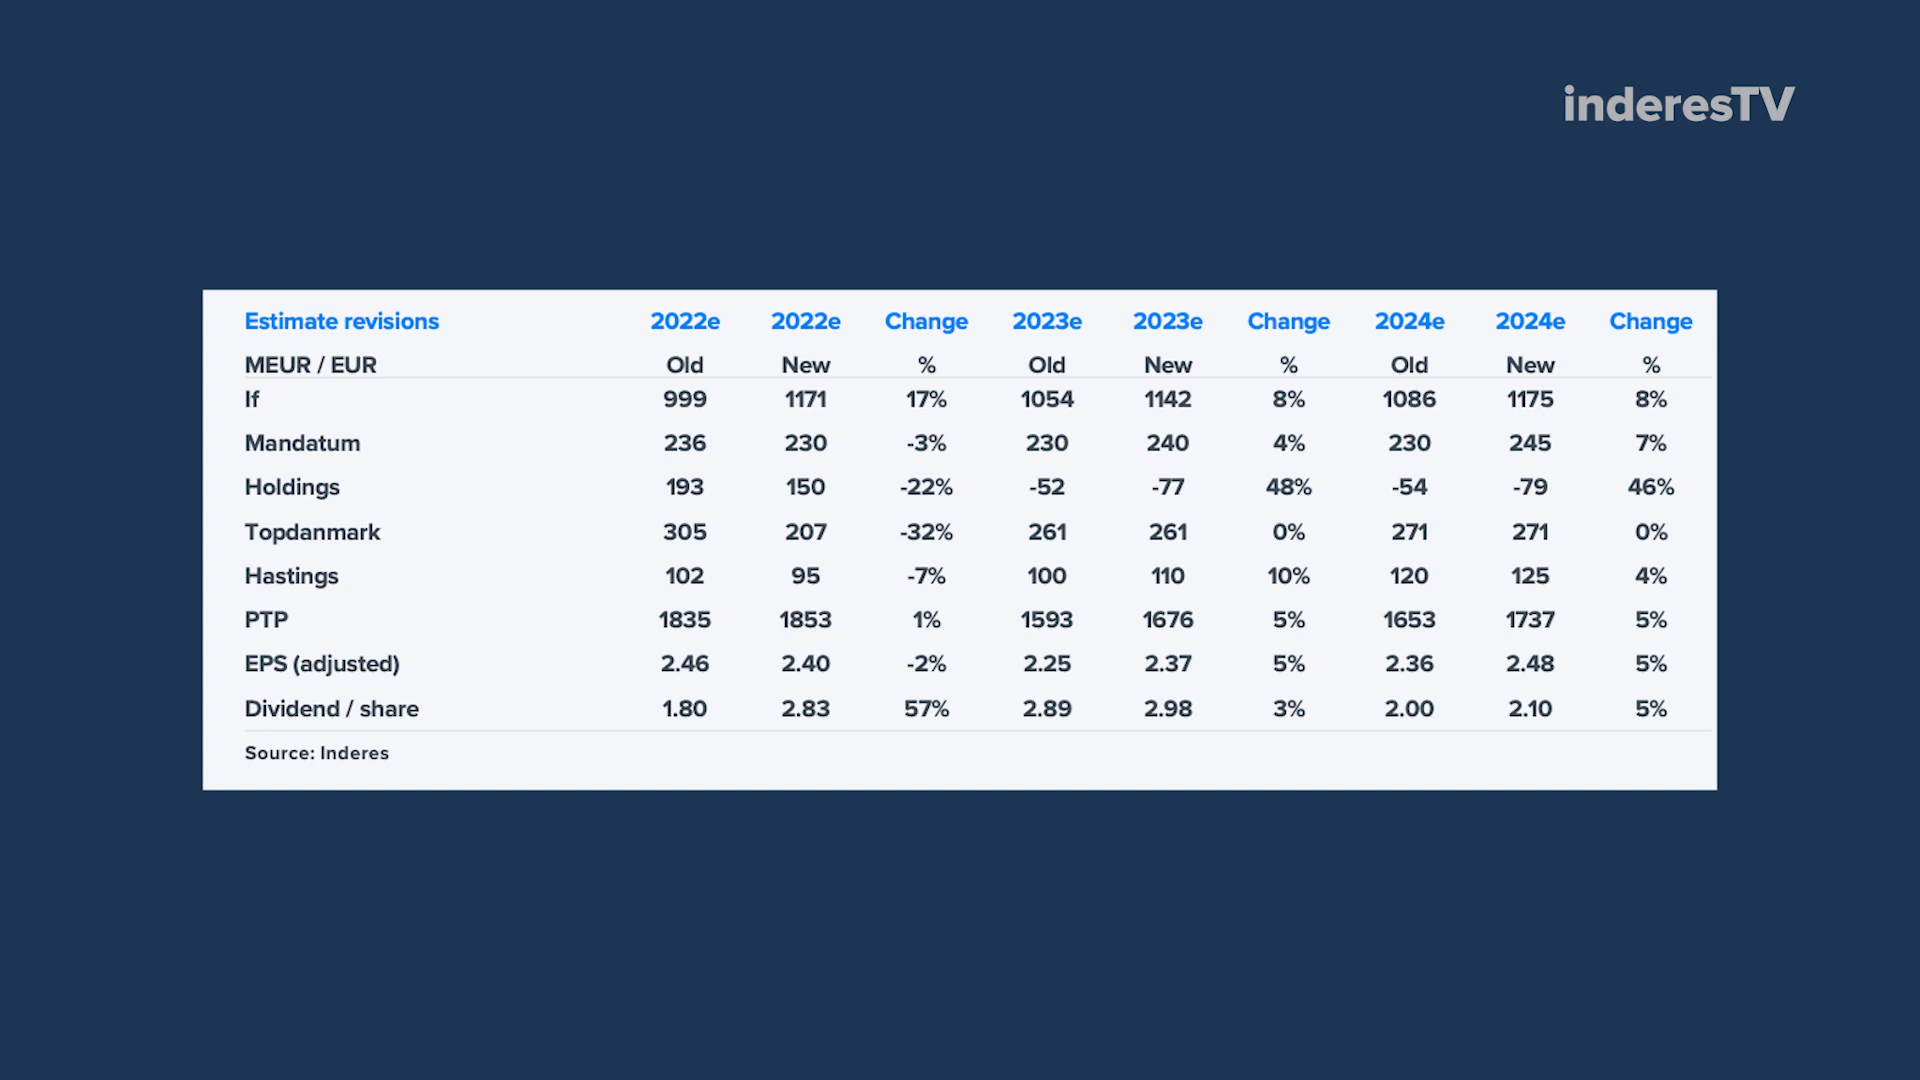 inderesTV
Estimate revisions 2022e 2022e Change 2023e 2023e Change 2024e 2024e Change
MEUR / EUR Old New % Old New % Old New %
If 999 1171 17% 1054 1142 8% 1086 1175 8%
Mandatum 236 230 -3% 230 240 4% 230 245 7%
Holdings 193 150 -22% -52 -77 48% -54 -79 46%
Topdanmark 305 207 -32% 261 261 0% 271 271 0%
Hastings 102 95 -7% 100 110 10% 120 125 4%
PTP 1835 1853 1% 1593 1676 5% 1653 1737 5%
EPS (adjusted) 2.46 2.40 -2% 2.25 2.37 5% 2.36 2.48 5%
Dividend / share 1.80 2.83 57% 2.89 2.98 3% 2.00 2.10 5%
Source: Inderes